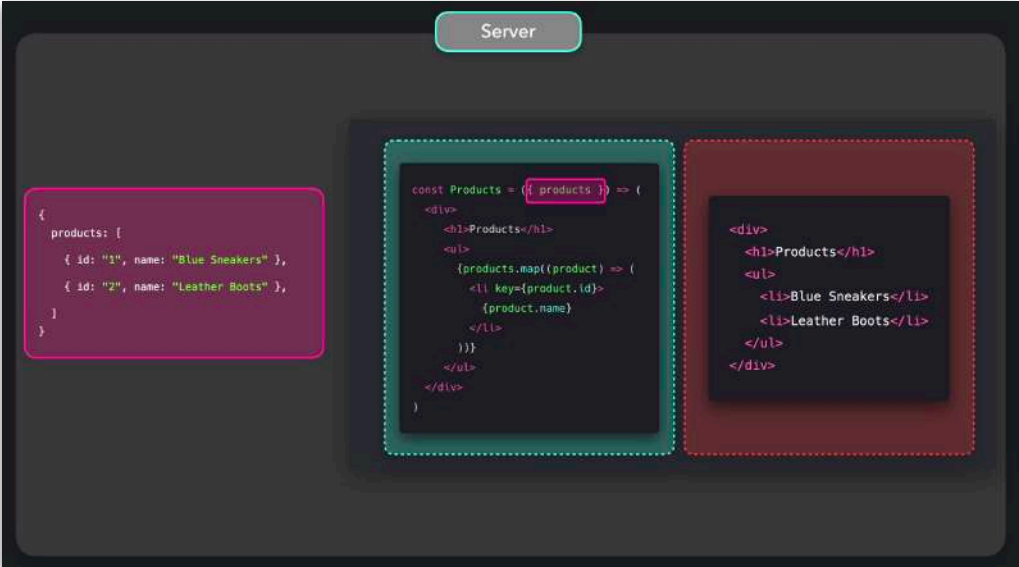 Server
{
products: [
{ id: "1", name: "Blue Sneakers" },
{ id: "2", name: "Leather Boots" },
]
}
const Products = ({ products }) => (
<div>
<h1>Products</h1>
<ul>
{products.map((product) => (
<li key={product.id}>
{product.name}
</li>
))}
</ul>
</div>
)
<div>
<h1>Products</h1>
<ul>
<li>Blue Sneakers</li>
<li>Leather Boots</li>
</ul>
</div>